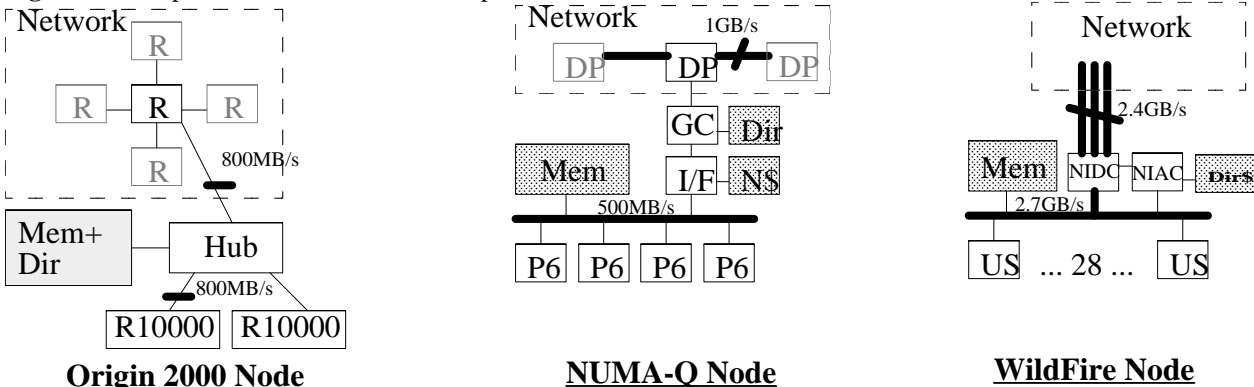 Network
R
R R R
R
800MB/s
Mem+
Dir
Hub
800MB/s
R10000 R10000
Origin 2000 Node
Network
1GB/s
DP DP DP
GC Dir
Mem
I/F N$
500MB/s
P6 P6 P6 P6
NUMA-Q Node
Network
2.4GB/s
Mem NIDC NIAC Dir$
2.7GB/s
US ... 28 ... US
WildFire Node